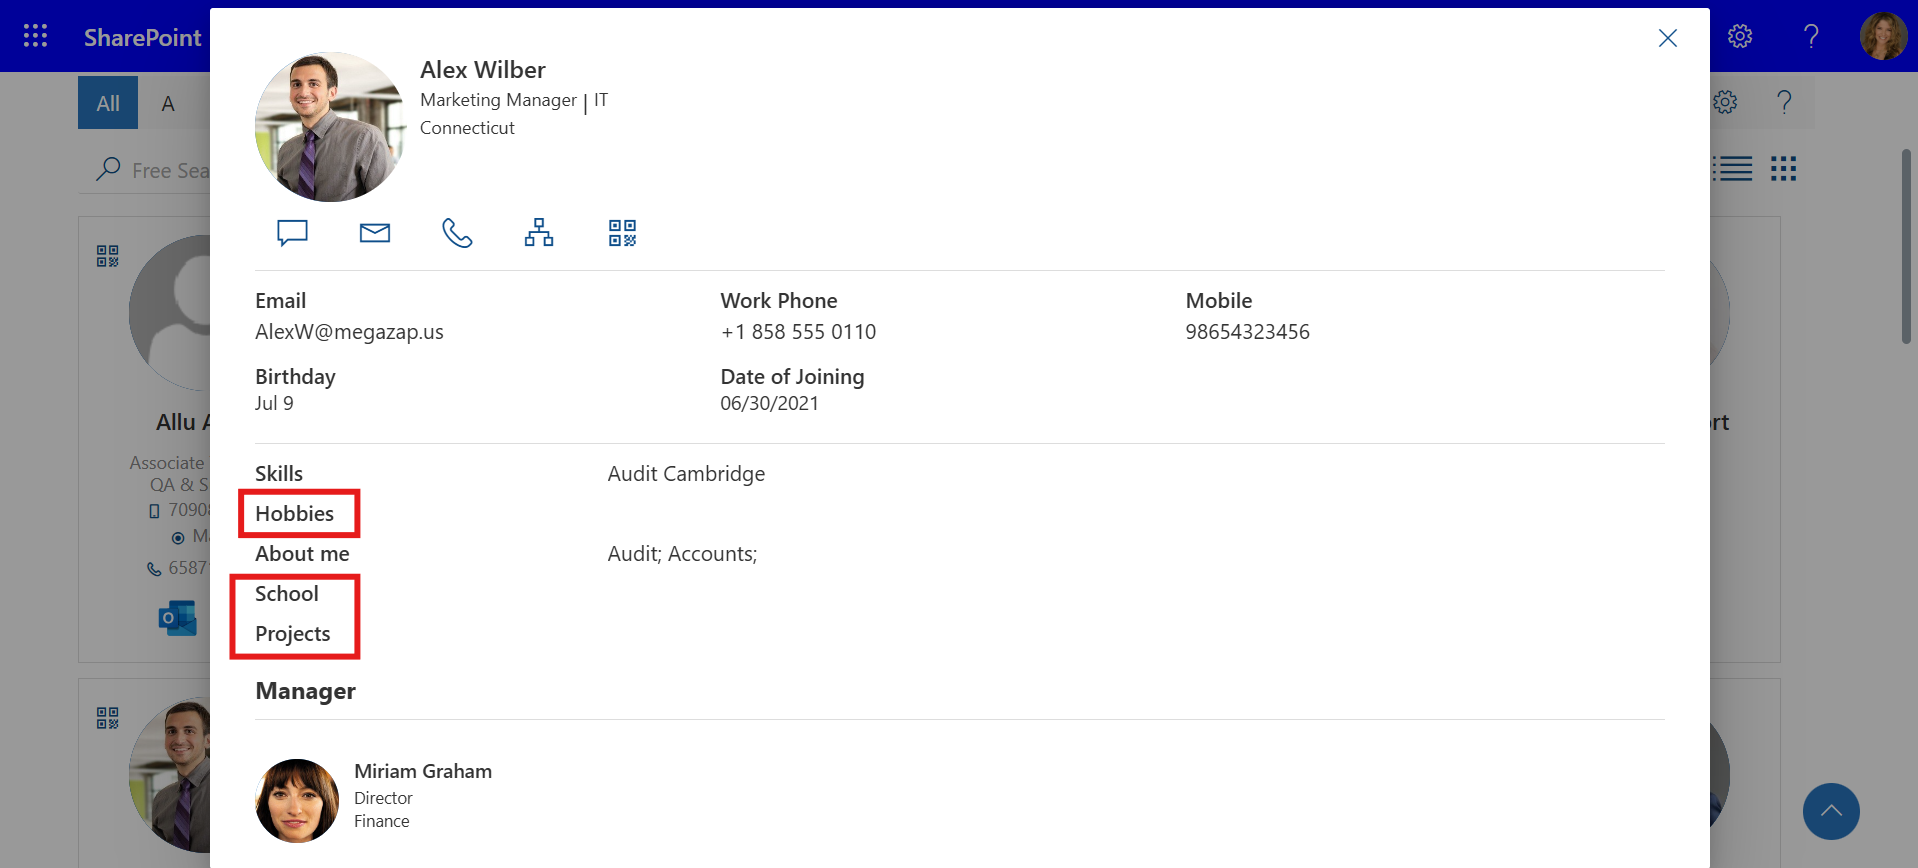 SharePoint
All
A
Free Sea
Alex Wilber
Marketing Manager | IT
Connecticut
Email
AlexW@megazap.us
Work Phone
+1 858 555 0110
Mobile
98654323456
Birthday
Jul 9
Date of Joining
06/30/2021
Skills
Audit Cambridge
Hobbies
About me
Audit; Accounts;
School
Projects
Manager
Miriam Graham
Director
Finance
Allu A
Associate
QA & S
7090
Ma
6587